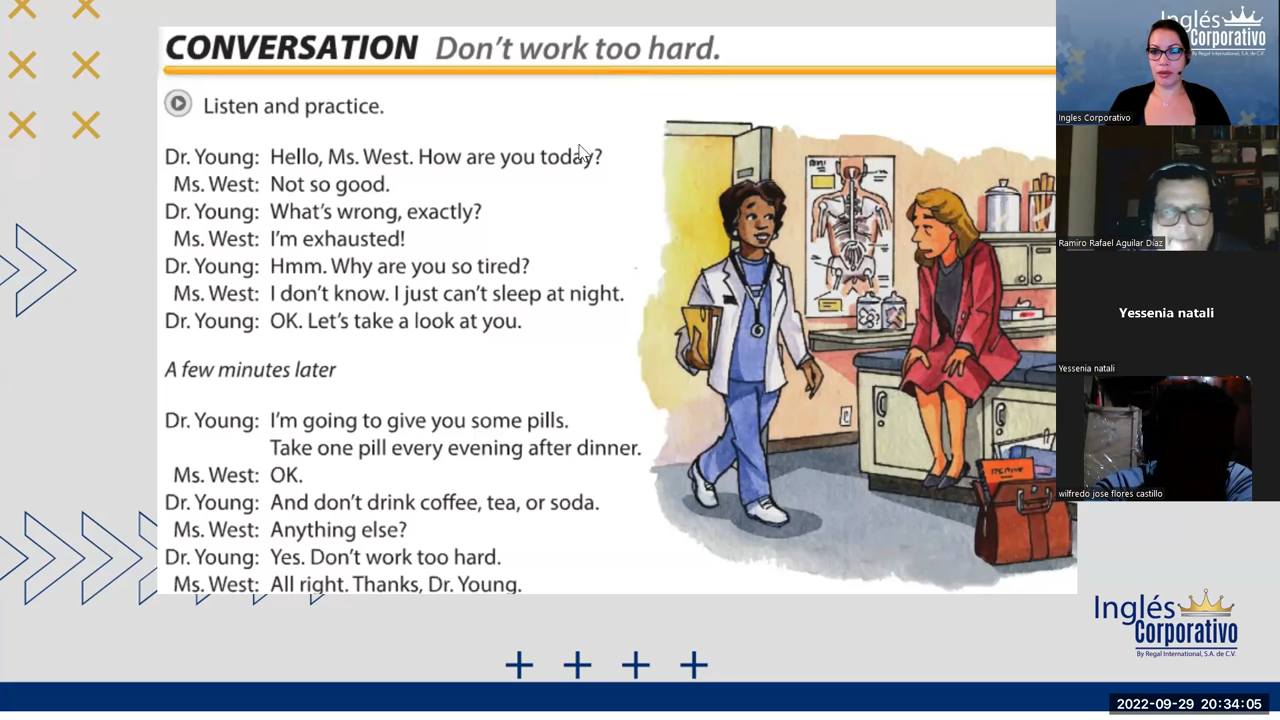 CONVERSATION Don't work too hard.
Listen and practice.
Dr. Young: Hello, Ms. West. How are you today?
Ms. West: Not so good.
Dr. Young: What's wrong, exactly?
Ms. West: I'm exhausted!
Dr. Young: Hmm. Why are you so tired?
Ms. West: I don't know. I just can't sleep at night.
Dr. Young: OK. Let's take a look at you.
A few minutes later
Dr. Young: I'm going to give you some pills.
Take one pill every evening after dinner.
Ms. West: OK.
Dr. Young: And don't drink coffee, tea, or soda.
Ms. West: Anything else?
Dr. Young: Yes. Don't work too hard.
Ms. West: All right. Thanks, Dr. Young.
Inglés
Corporativo
By Regal International, S.A. de C.V.
Ingles Corporativo
Ramiro Rafael Aguilar Díaz
Yessenia natali
Yessenia natali
wilfredo jose flores castillo
Inglés
Corporativo
By Regal International, S.A. de C.V.
2022-09-29 20:34:05